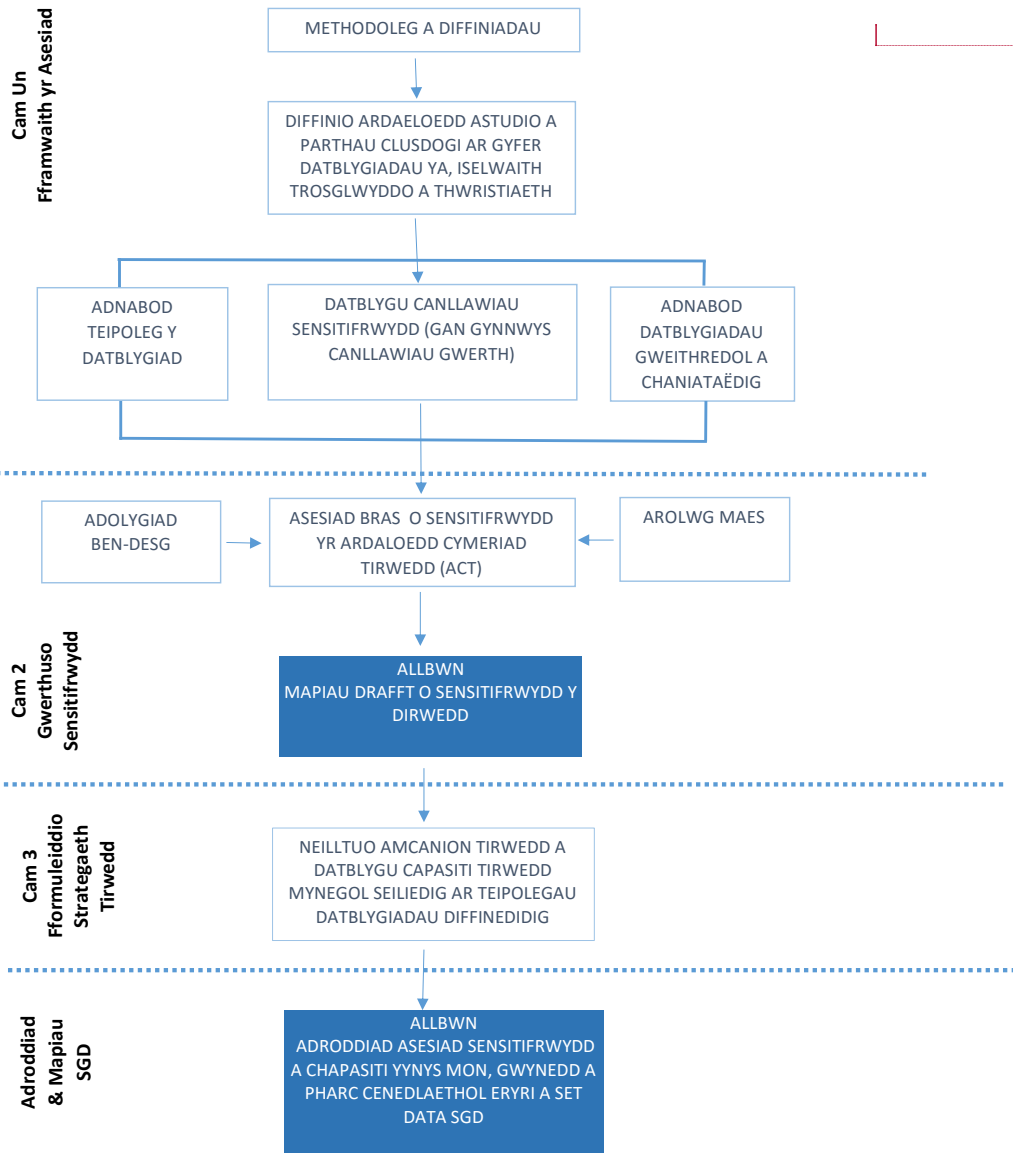 Cam Un
Fframwaith yr Asesiad
METHODOLEG A DIFFINIADAU
DIFFINIO ARDAELOEDD ASTUDIO A
PARTHAU CLUSDOGI AR GYFER
DATBLYGIADAU YA, ISELWAITH
TROSGLWYDDO A THWRISTIAETH
ADNABOD
TEIPOLEG Y
DATBLYGIAD
DATBLYGU CANLLAWIAU
SENSITIFRWYDD (GAN GYNNWYS
CANLLAWIAU GWERTH)
ADNABOD
DATBLYGIADAU
GWEITHREDOL A
CHANIATAËDIG
Cam 2
Gwerthuso
Sensitifrwydd
ADOLYGIAD
BEN-DESG
ASESIAD BRAS O SENSITIFRWYDD
YR ARDALOEDD CYMERIAD
TIRWEDD (ACT)
AROLWG MAES
ALLBWN
MAPIAU DRAFFT O SENSITIFRWYDD Y
DIRWEDD
Cam 3
Fformuleiddio
Strategaeth
Tirwedd
NEILLTUO AMCANION TIRWEDD A
DATBLYGU CAPASITI TIRWEDD
MYNEGOL SEILIEDIG AR TEIPOLEGAU
DATBLYGIADAU DIFFINEDIDIG
Adroddiad
& Mapiau
SGD
ALLBWN
ADRODDIAD ASESIAD SENSITIFRWYDD
A CHAPASITI YYNYS MON, GWYNEDD A
PHARC CENEDLAETHOL ERYRI A SET
DATA SGD